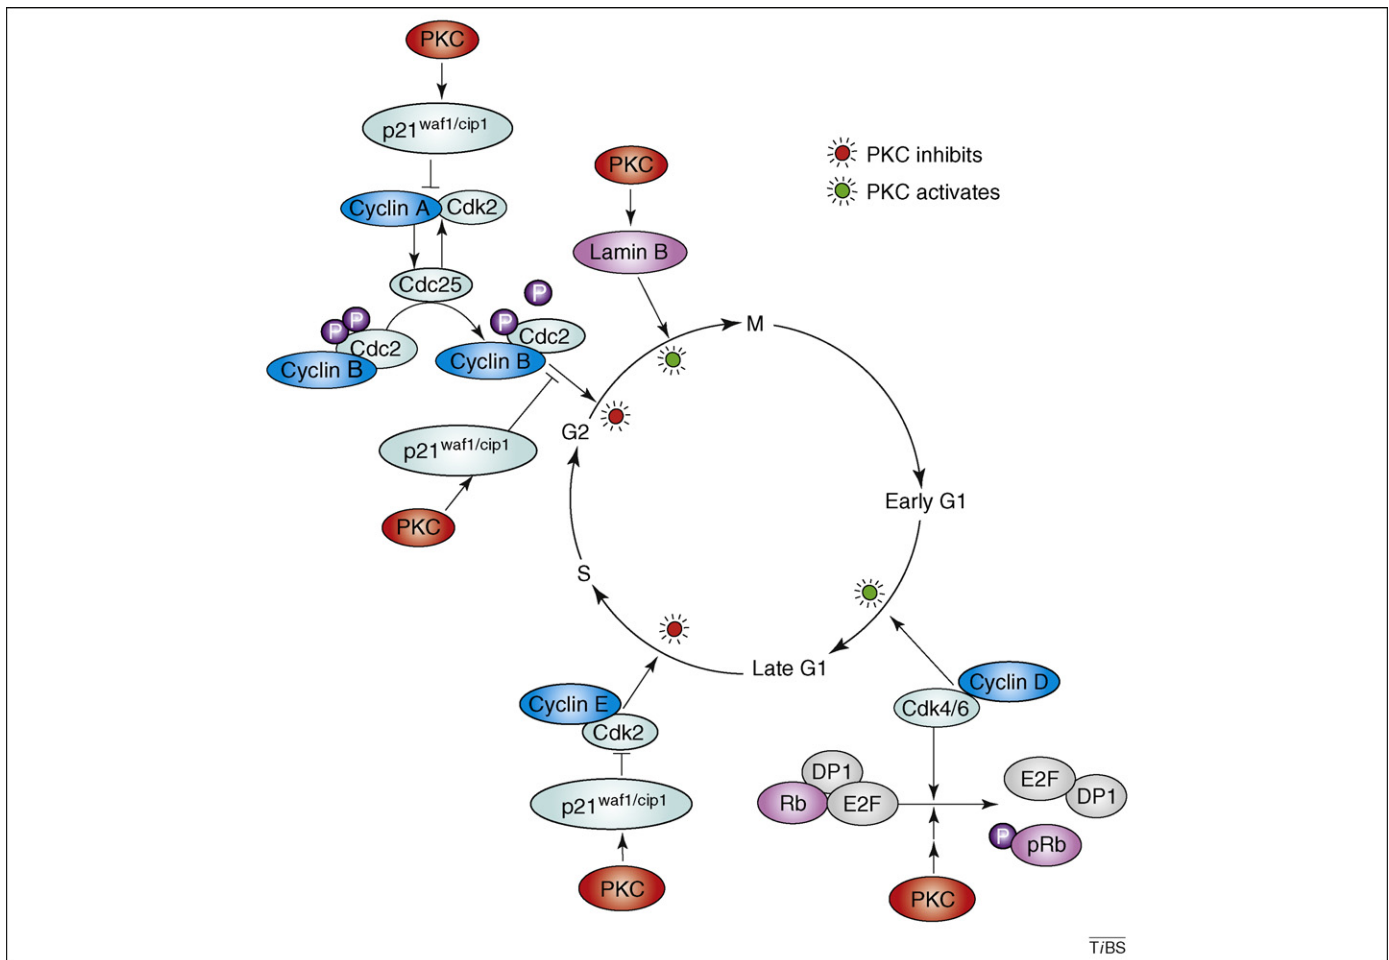 PKC
p21waf1/cip1
Cyclin A
Cdk2
Cdc25
P
P
Cdc2
Cyclin B
P
P
Cdc2
Cyclin B
p21waf1/cip1
PKC
PKC
Lamin B
PKC inhibits
PKC activates
M
G2
Early G1
S
Late G1
Cyclin E
Cdk2
p21waf1/cip1
PKC
Cyclin D
Cdk4/6
DP1
Rb
E2F
E2F
DP1
P
pRb
PKC
TiBS